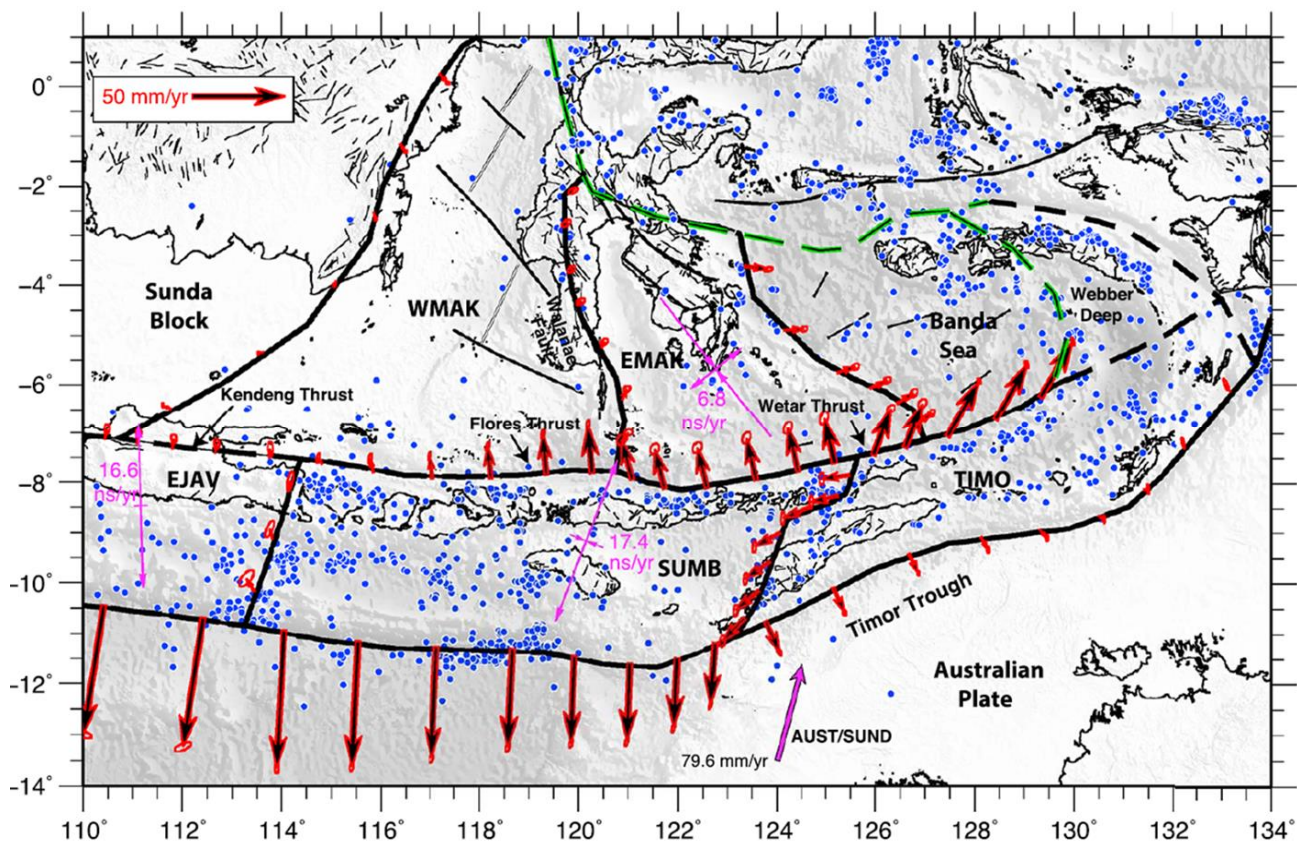 0°
−2°
−4°
−6°
−8°
−10°
−12°
−14°
50 mm/yr
Sunda
Block
WMAK
Walanae
Fault
EMAK
Banda
Sea
Webber
Deep
Kendeng Thrust
Flores Thrust
Wetar Thrust
6.8
ns/yr
16.6
ns/yr
EJAV
TIMO
17.4
ns/yr
SUMB
Timor Trough
Australian
Plate
AUST/SUND
79.6 mm/yr
110°
112°
114°
116°
118°
120°
122°
124°
126°
128°
130°
132°
134°